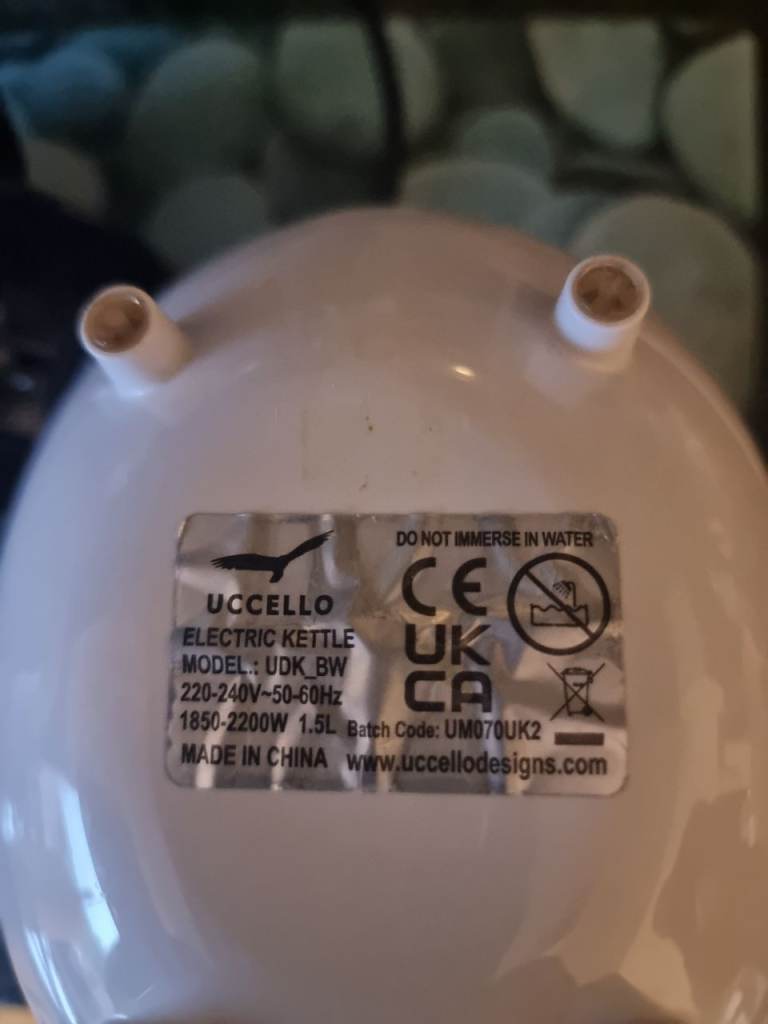 DO NOT IMMERSE IN WATER
UCCELLO
CE
ELECTRIC KETTLE
UK
CA
MODEL.: UDK_BW
220-240V~50-60Hz
1850-2200W 1.5L
Batch Code: UM070UK2
MADE IN CHINA
www.uccellodesigns.com